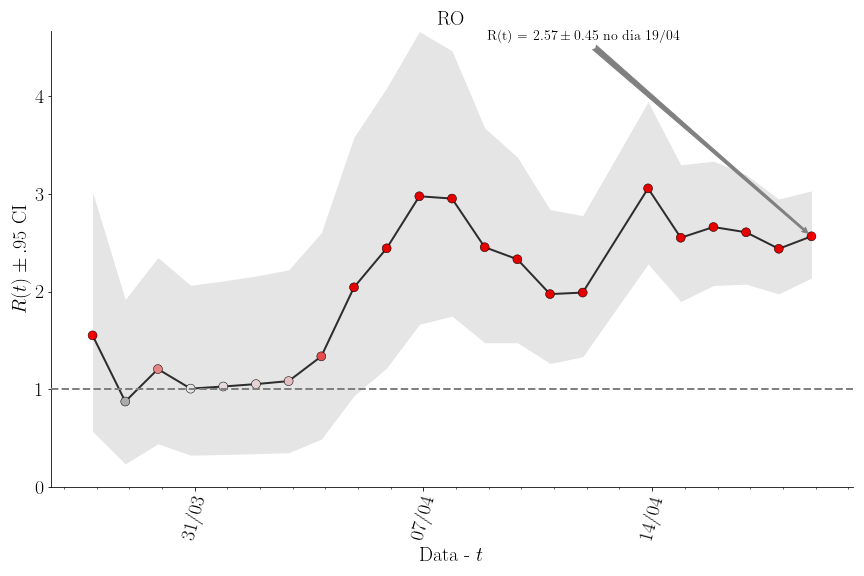 RO
R(t) = 2.57 ± 0.45 no dia 19/04
R(t) ± .95 CI
4
3
2
1
0
31/03
07/04
14/04
Data - t